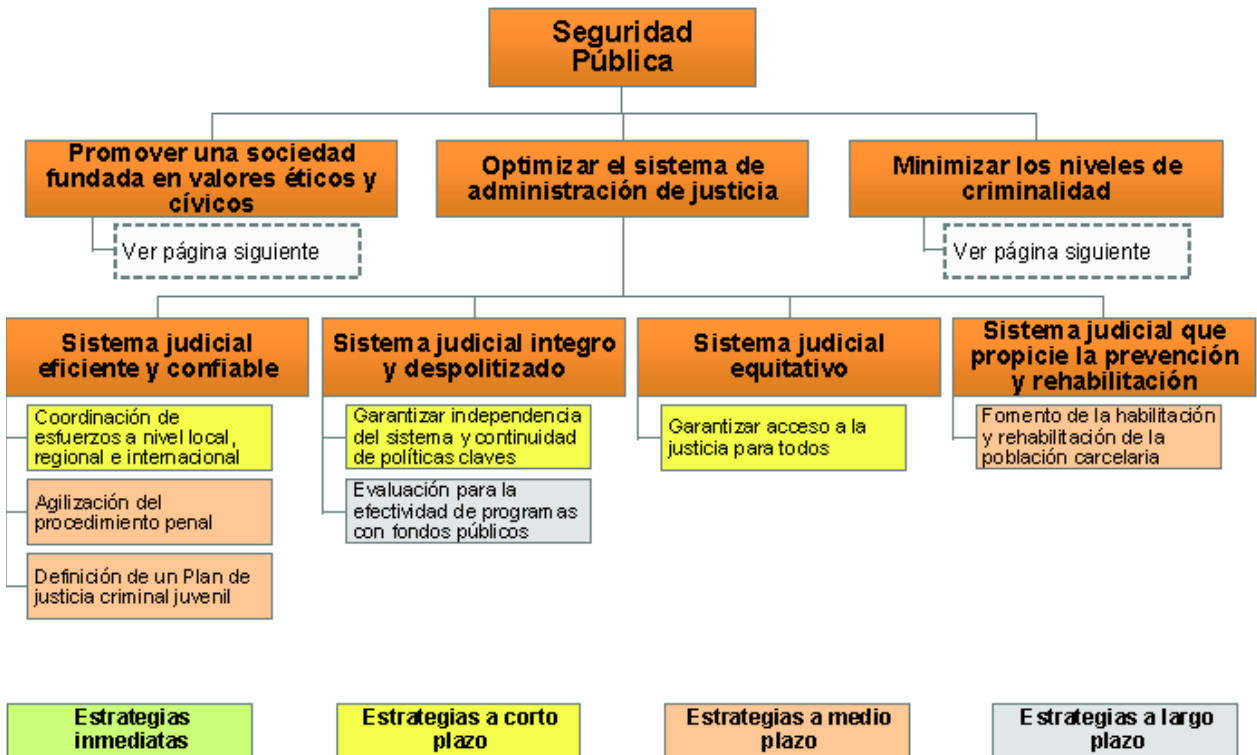 Seguridad
Pública
Promover una sociedad
fundada en valores éticos y
cívicos
Optimizar el sistema de
administración de justicia
Minimizar los niveles de
criminalidad
Ver página siguiente
Ver página siguiente
Sistema judicial
eficiente y confiable
Sistema judicial integro
y despolitizado
Sistema judicial
equitativo
Sistema judicial que
propicie la prevención
y rehabilitación
Coordinación de
esfuerzos a nivel local,
regional e internacional
Agilización del
procedimiento penal
Definición de un Plan de
justicia criminal juvenil
Garantizar independencia
del sistema y continuidad
de políticas claves
Evaluación para la
efectividad de programas
con fondos públicos
Garantizar acceso a la
justicia para todos
Fomento de la habilitación
y rehabilitación de la
población carcelaria
Estrategias
inmediatas
Estrategias a corto
plazo
Estrategias a medio
plazo
Estrategias a largo
plazo